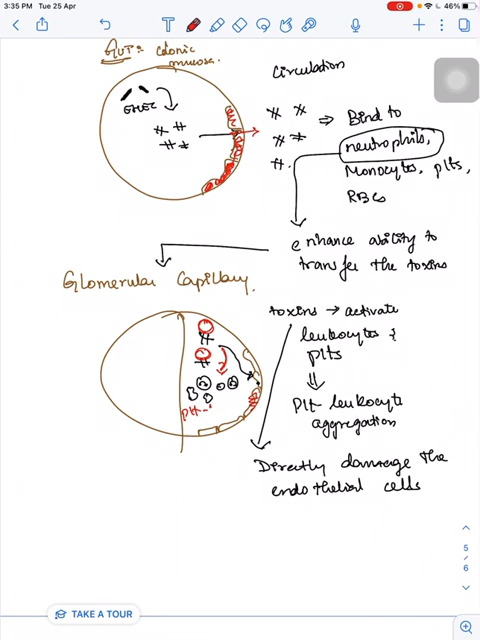 3:35 PM Tue 25 Apr
46%
Gut: colonic
mucosa.
Circulation
EHEC
⇒ Bind to
neutrophils,
Monocytes, plts,
RBCs
enhance ability to
transfer the toxins
Glomerular Capillary.
toxins → activate
leukocytes &
plts
⇓
Plt-leukocyte
aggregation
plt
Directly damage the
endothelial cells
5
/
6
TAKE A TOUR